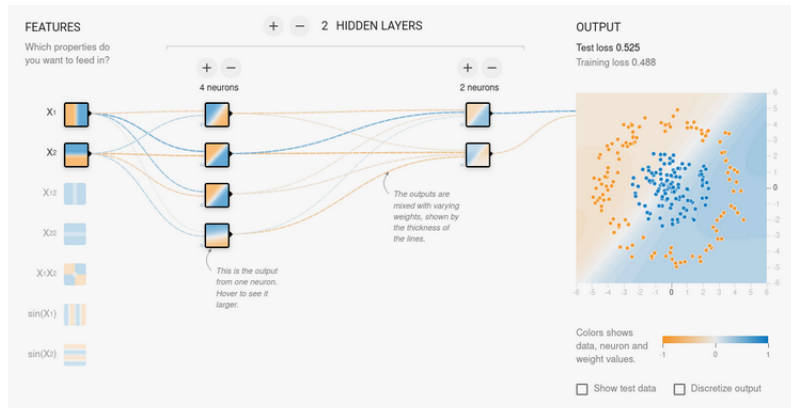 FEATURES
Which properties do
you want to feed in?
+ − 2 HIDDEN LAYERS
+ −
4 neurons
+ −
2 neurons
OUTPUT
Test loss 0.525
Training loss 0.488
X1
X2
X12
X22
X1X2
sin(X1)
sin(X2)
This is the output
from one neuron.
Hover to see it
larger.
The outputs are
mixed with varying
weights, shown by
the thickness of
the lines.
6
5
4
3
2
1
0
-1
-2
-3
-4
-5
-6
-6 -5 -4 -3 -2 -1 0 1 2 3 4 5 6
Colors shows
data, neuron and
weight values.
-1 0 1
Show test data
Discretize output